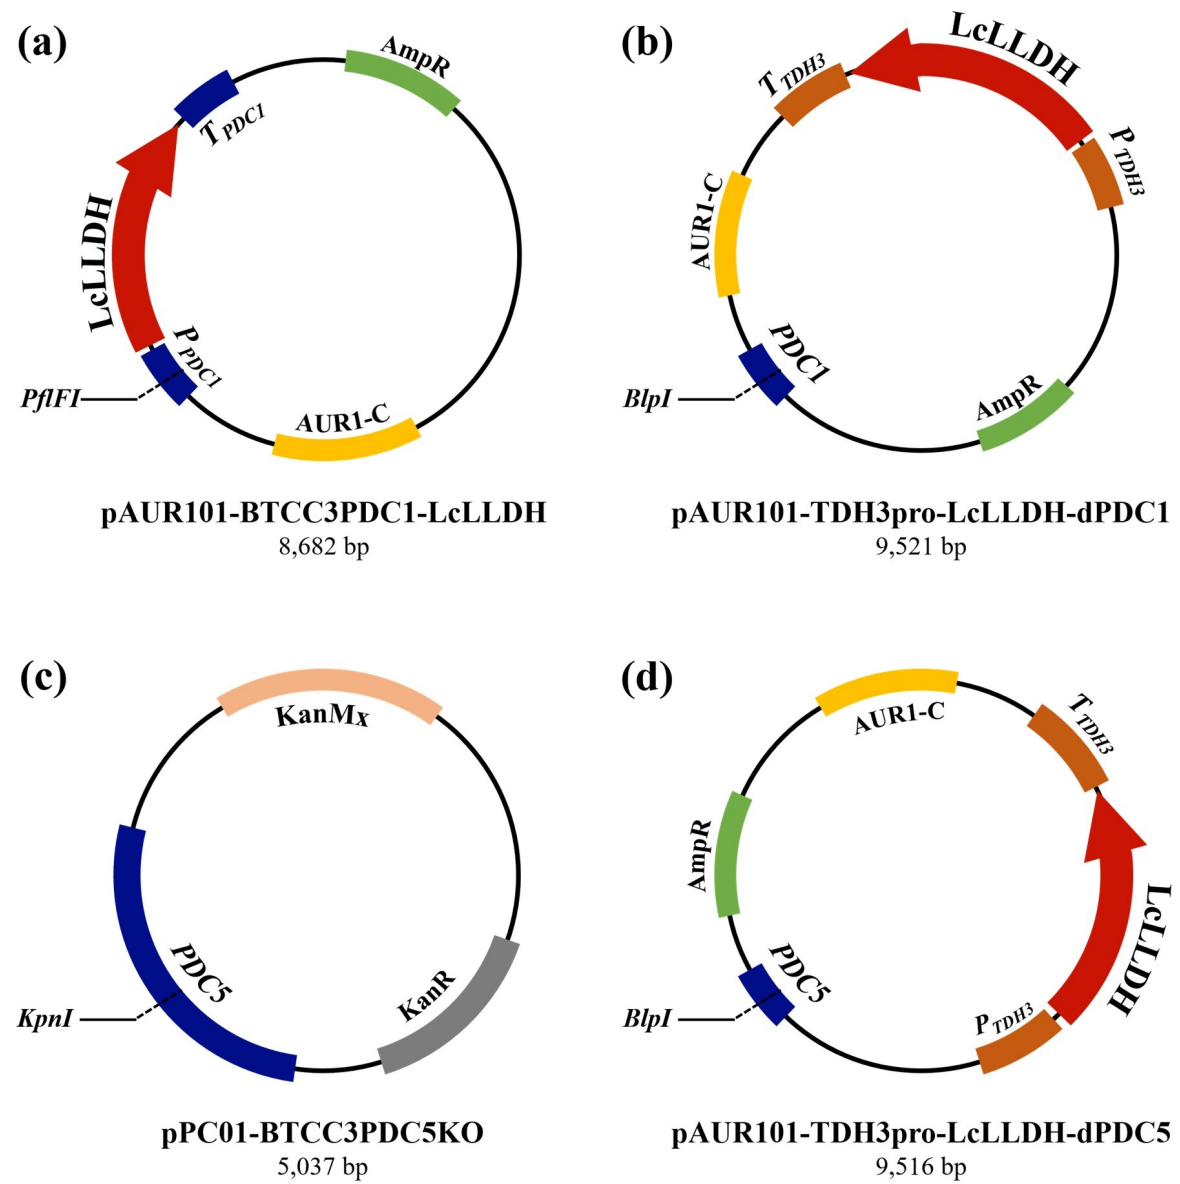 (a)
AmpR
T PDC1
LcLLDH
P PDC1
PflFI
AUR1-C
pAUR101-BTCC3PDC1-LcLLDH
8,682 bp
(b)
LcLLDH
T TDH3
P TDH3
AUR1-C
PDC1
BlpI
AmpR
pAUR101-TDH3pro-LcLLDH-dPDC1
9,521 bp
(c)
KanMx
PDC5
KpnI
KanR
pPC01-BTCC3PDC5KO
5,037 bp
(d)
AUR1-C
T TDH3
AmpR
LcLLDH
PDC5
BlpI
P TDH3
pAUR101-TDH3pro-LcLLDH-dPDC5
9,516 bp